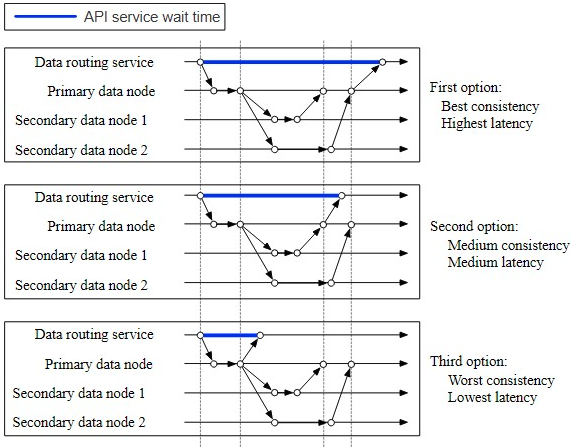 API service wait time
Data routing service
Primary data node
Secondary data node 1
Secondary data node 2
First option:
Best consistency
Highest latency
Data routing service
Primary data node
Secondary data node 1
Secondary data node 2
Second option:
Medium consistency
Medium latency
Data routing service
Primary data node
Secondary data node 1
Secondary data node 2
Third option:
Worst consistency
Lowest latency